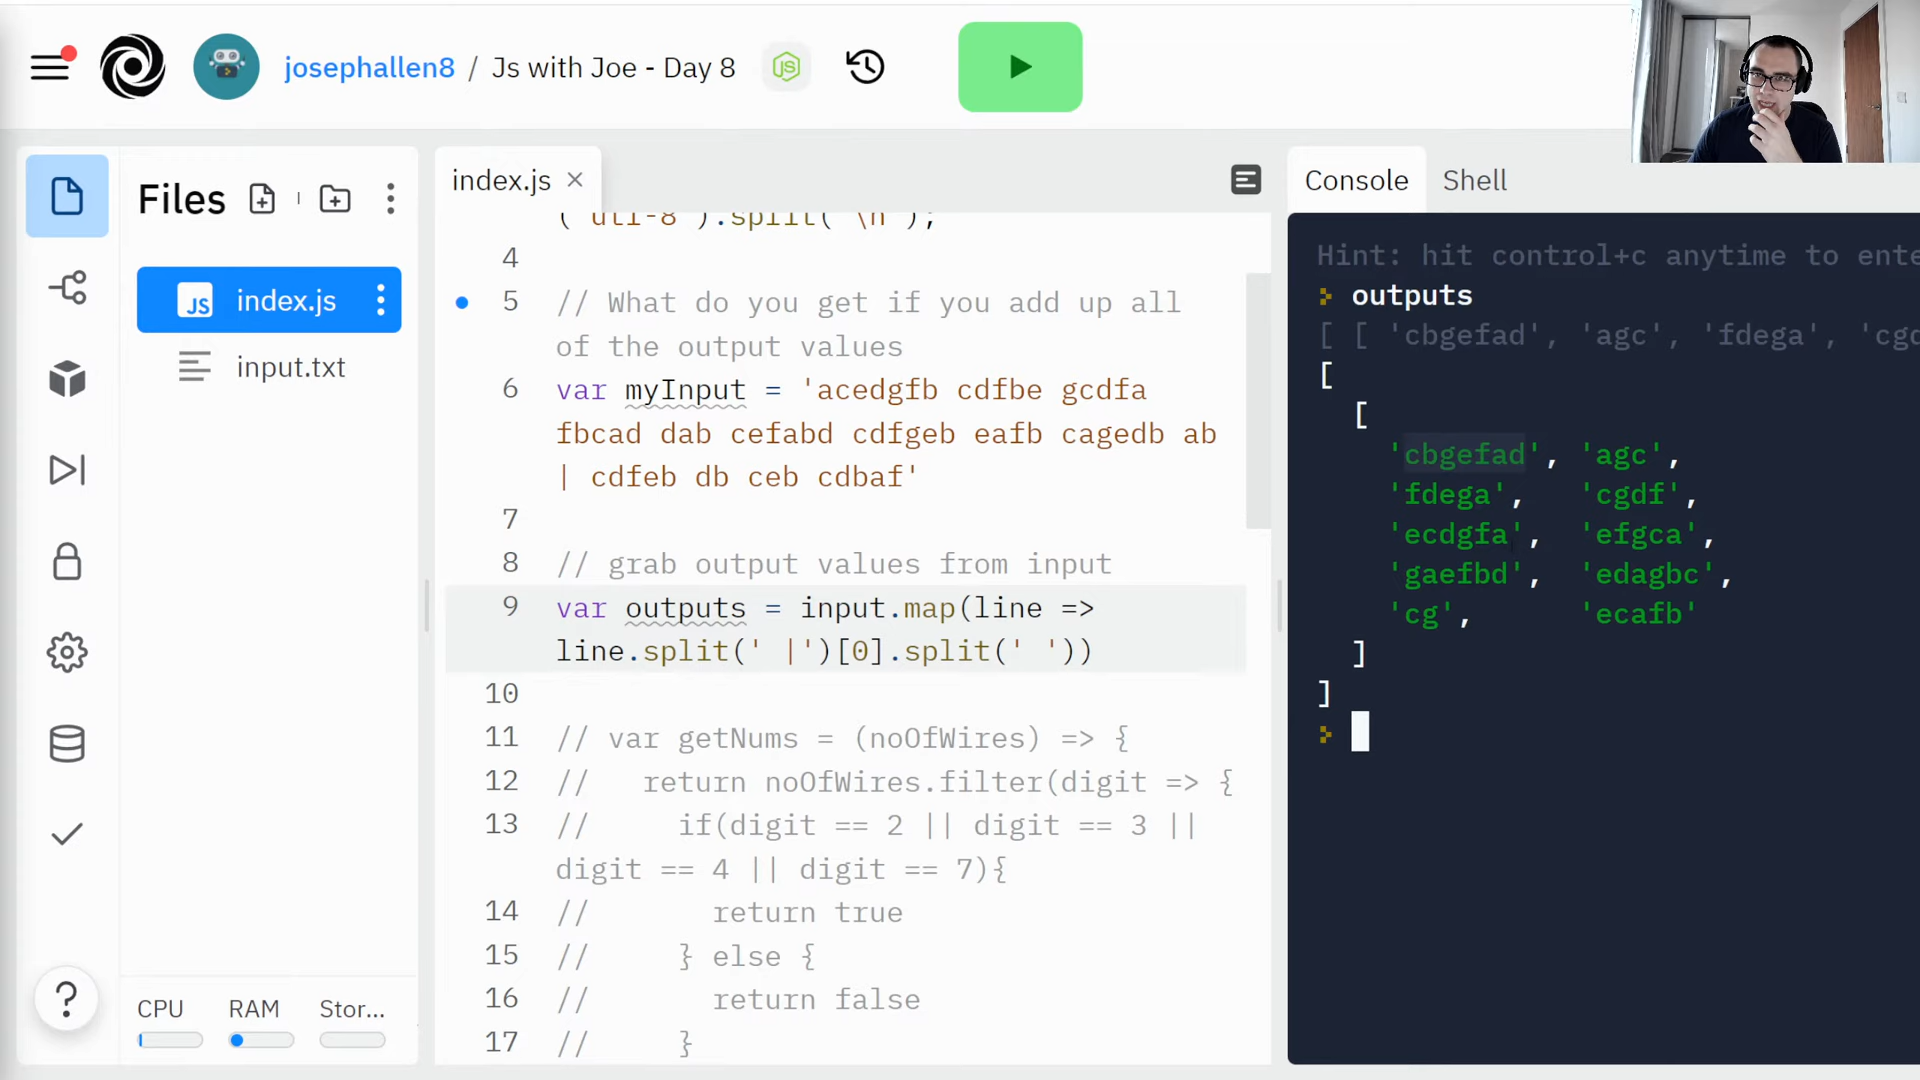 josephallen8 / Js with Joe - Day 8
Files
index.js
input.txt
CPU RAM Stor...
index.js ×
('utf-8').split('\n');
4
5 // What do you get if you add up all
of the output values
6 var myInput = 'acedgfb cdfbe gcdfa
fbcad dab cefabd cdfgeb eafb cagedb ab
| cdfeb db ceb cdbaf'
7
8 // grab output values from input
9 var outputs = input.map(line =>
line.split(' |')[0].split(' '))
10
11 // var getNums = (noOfWires) => {
12 //   return noOfWires.filter(digit => {
13 //     if(digit == 2 || digit == 3 ||
digit == 4 || digit == 7){
14 //       return true
15 //     } else {
16 //       return false
17 //     }
Console Shell
Hint: hit control+c anytime to ente
> outputs
[ [ 'cbgefad', 'agc', 'fdega', 'cgd
[
[
'cbgefad', 'agc',
'fdega', 'cgdf',
'ecdgfa', 'efgca',
'gaefbd', 'edagbc',
'cg', 'ecafb'
]
]
>